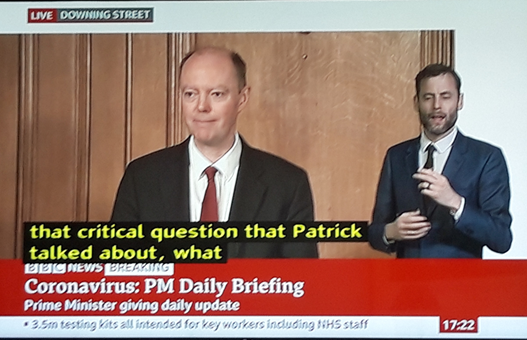 LIVE DOWNING STREET
that critical question that Patrick
talked about, what
BBC NEWS BREAKING
Coronavirus: PM Daily Briefing
Prime Minister giving daily update
• 3.5m testing kits all intended for key workers including NHS staff
17:22